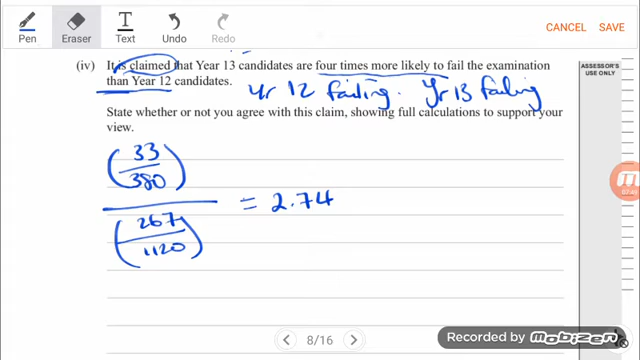 CANCEL SAVE
Pen Eraser Text Undo Redo
(iv) It is claimed that Year 13 candidates are four times more likely to fail the examination
than Year 12 candidates.
ASSESSOR'S
USE ONLY
yr 12 failing. yr 13 failing
State whether or not you agree with this claim, showing full calculations to support your
view.
(33/380)
= 2.74
(267/1120)
07:49
8/16
Recorded by MOBIZEN